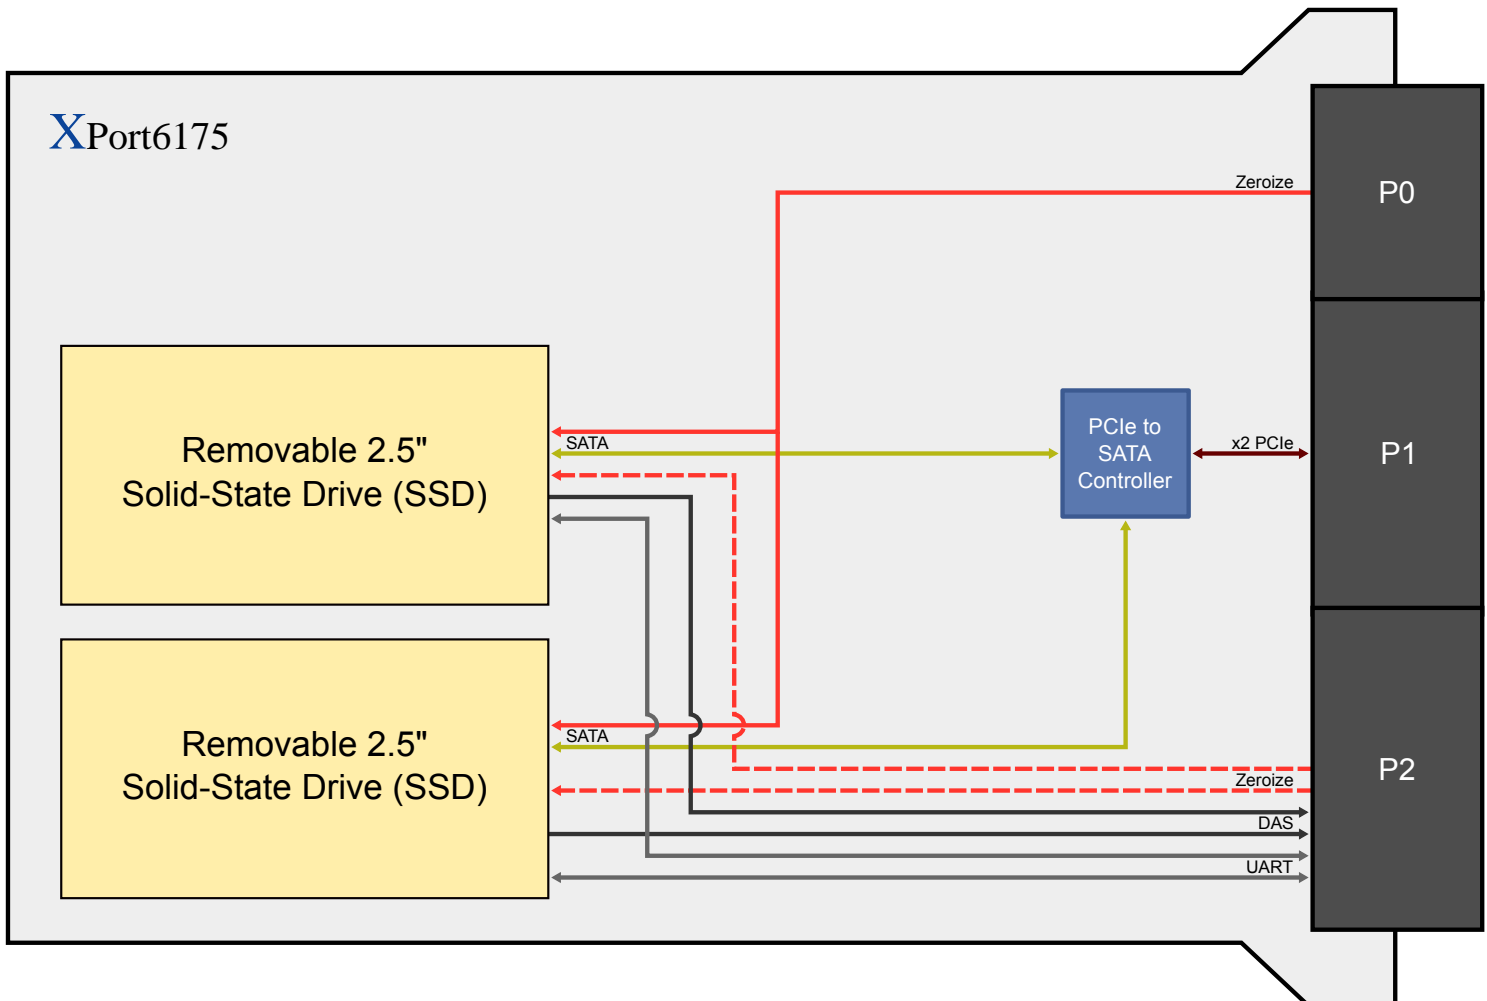 XPort6175
Zeroize
P0
Removable 2.5"
Solid-State Drive (SSD)
SATA
PCIe to
SATA
Controller
x2 PCIe
P1
Removable 2.5"
Solid-State Drive (SSD)
SATA
Zeroize
DAS
UART
P2